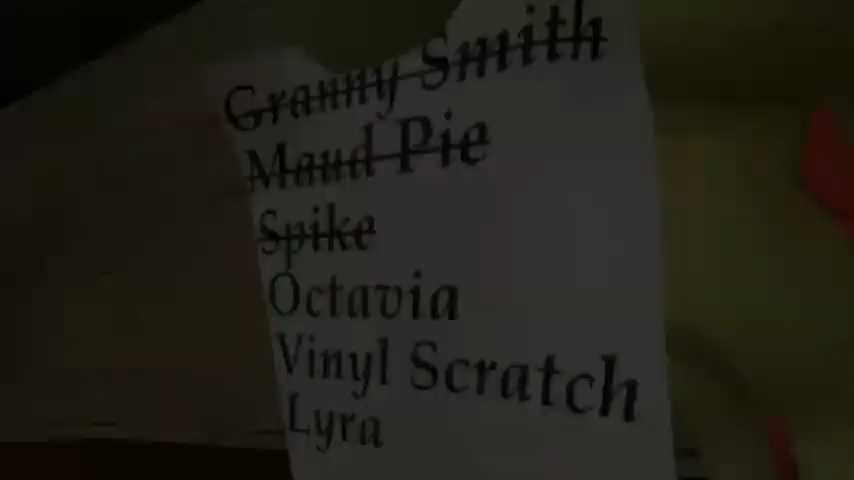 Granny Smith
Maud Pie
Spike
Octavia
Vinyl Scratch
Lyra